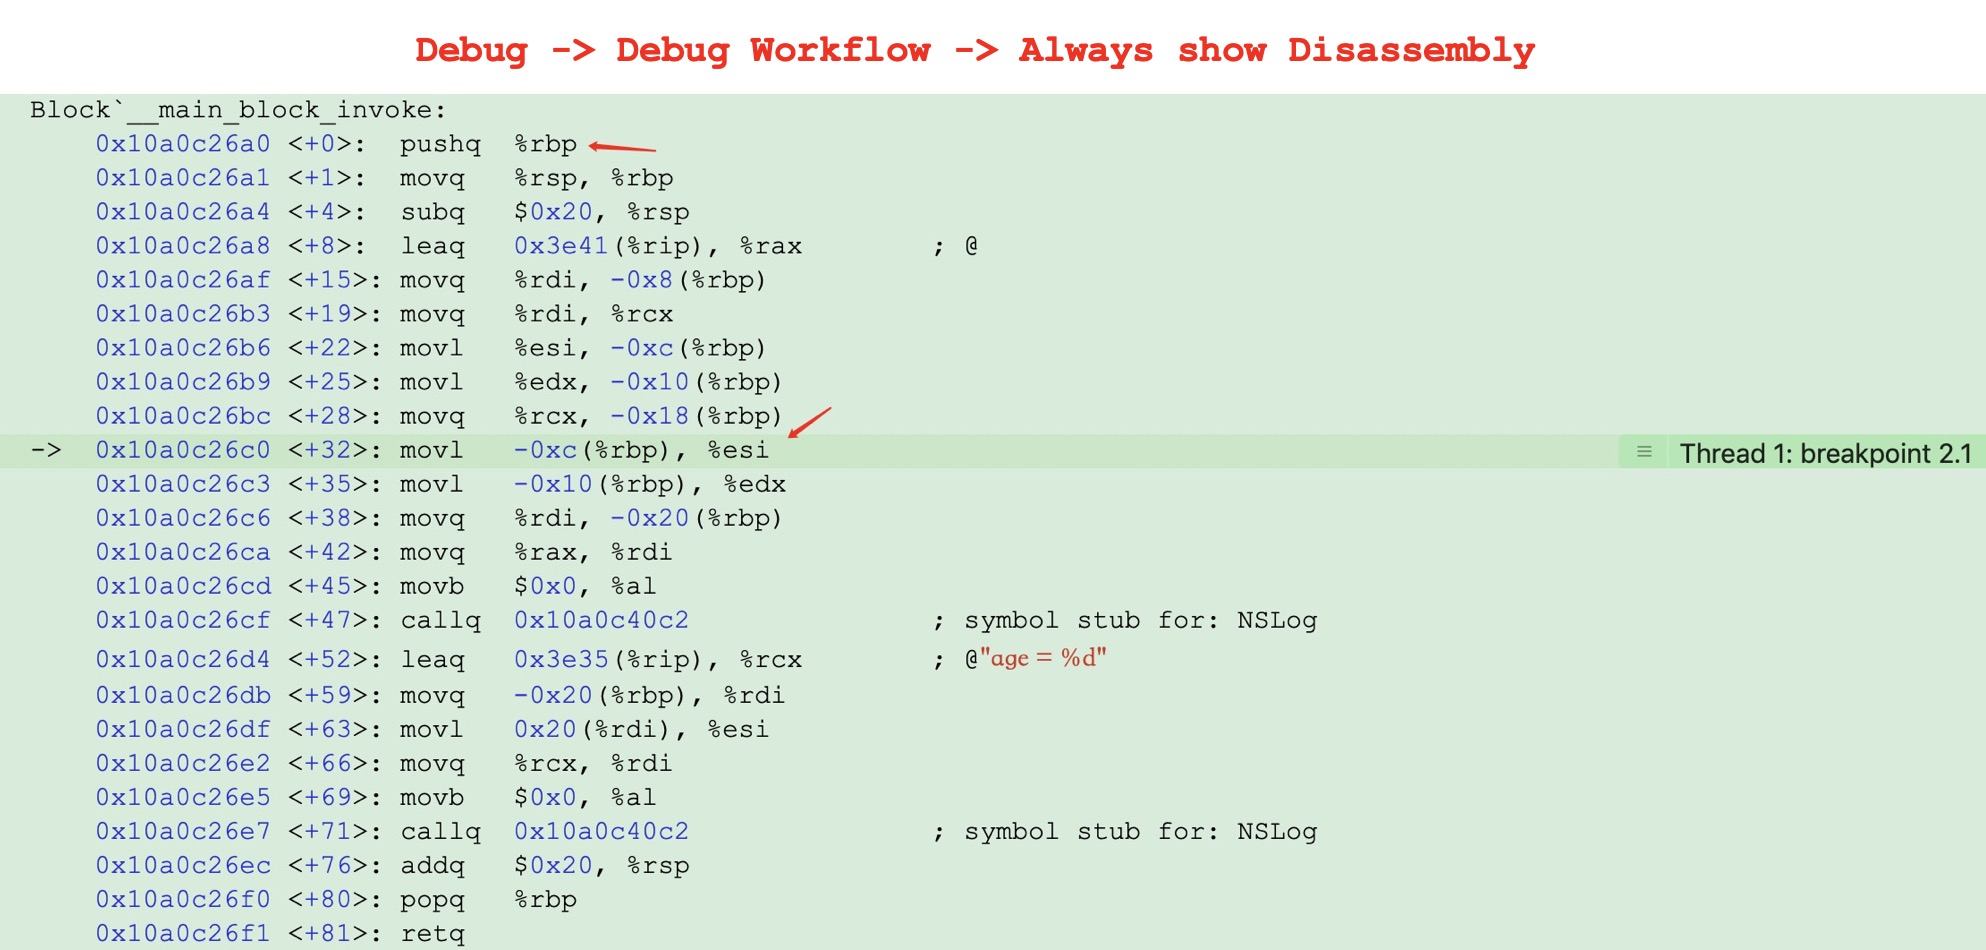 Debug -> Debug Workflow -> Always show Disassembly
Block`__main_block_invoke:
0x10a0c26a0 <+0>: pushq %rbp
0x10a0c26a1 <+1>: movq %rsp, %rbp
0x10a0c26a4 <+4>: subq $0x20, %rsp
0x10a0c26a8 <+8>: leaq 0x3e41(%rip), %rax ; @
0x10a0c26af <+15>: movq %rdi, -0x8(%rbp)
0x10a0c26b3 <+19>: movq %rdi, %rcx
0x10a0c26b6 <+22>: movl %esi, -0xc(%rbp)
0x10a0c26b9 <+25>: movl %edx, -0x10(%rbp)
0x10a0c26bc <+28>: movq %rcx, -0x18(%rbp)
-> 0x10a0c26c0 <+32>: movl -0xc(%rbp), %esi Thread 1: breakpoint 2.1
0x10a0c26c3 <+35>: movl -0x10(%rbp), %edx
0x10a0c26c6 <+38>: movq %rdi, -0x20(%rbp)
0x10a0c26ca <+42>: movq %rax, %rdi
0x10a0c26cd <+45>: movb $0x0, %al
0x10a0c26cf <+47>: callq 0x10a0c40c2 ; symbol stub for: NSLog
0x10a0c26d4 <+52>: leaq 0x3e35(%rip), %rcx ; @"age = %d"
0x10a0c26db <+59>: movq -0x20(%rbp), %rdi
0x10a0c26df <+63>: movl 0x20(%rdi), %esi
0x10a0c26e2 <+66>: movq %rcx, %rdi
0x10a0c26e5 <+69>: movb $0x0, %al
0x10a0c26e7 <+71>: callq 0x10a0c40c2 ; symbol stub for: NSLog
0x10a0c26ec <+76>: addq $0x20, %rsp
0x10a0c26f0 <+80>: popq %rbp
0x10a0c26f1 <+81>: retq